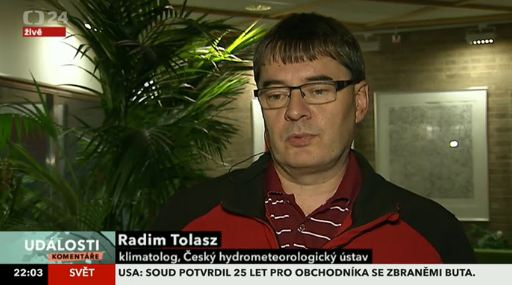 ČT24
živě
Radim Tolasz
klimatolog, Český hydrometeorologický ústav
UDÁLOSTI
KOMENTÁŘE
22:03 SVĚT USA: SOUD POTVRDIL 25 LET PRO OBCHODNÍKA SE ZBRANĚMI BUTA.